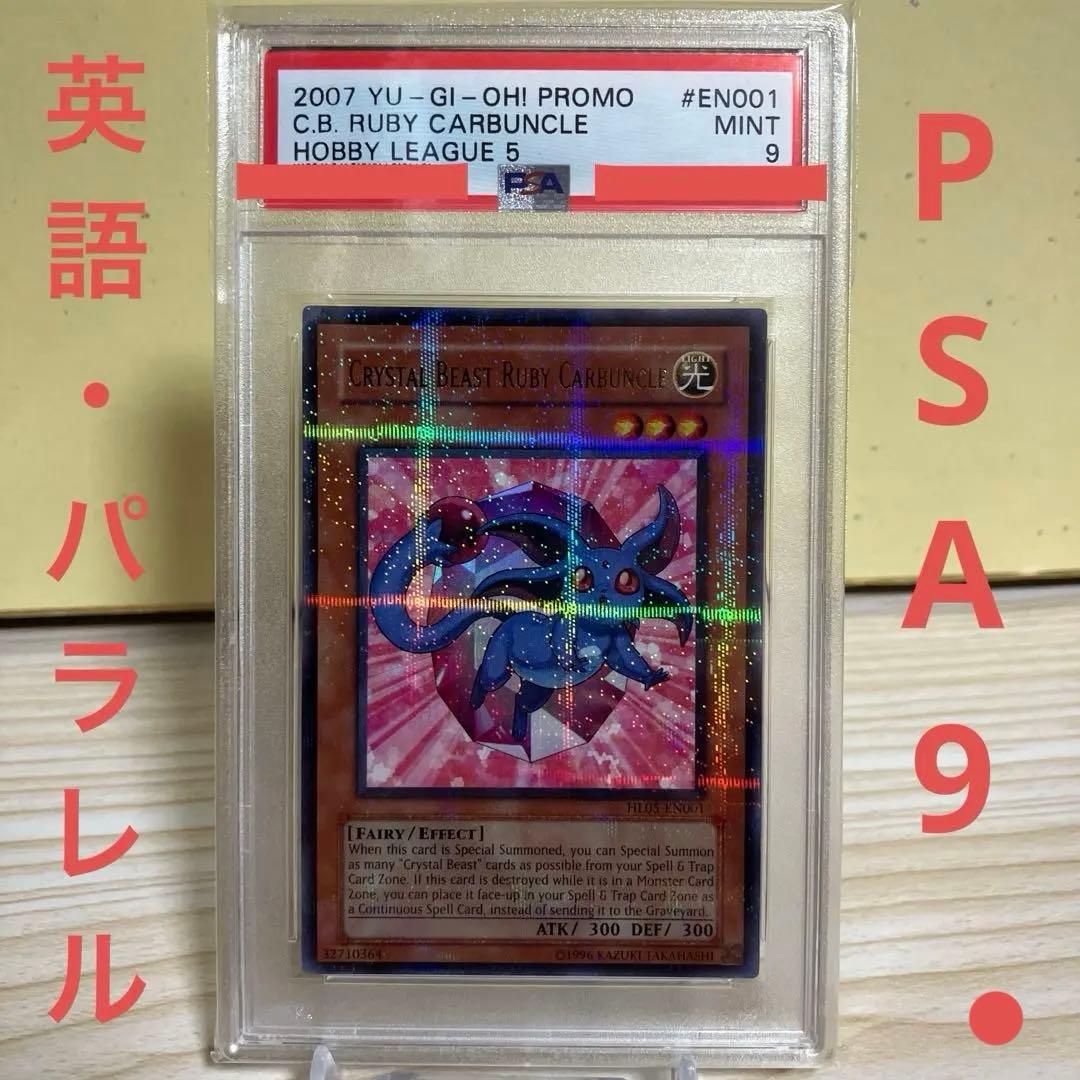 英語・パラレル
PSA9・
2007 YU-GI-OH! PROMO #EN001
C.B. RUBY CARBUNCLE MINT
HOBBY LEAGUE 5 9
PSA
CRYSTAL BEAST RUBY CARBUNCLE
LIGHT
光
HL05-EN001
[FAIRY/EFFECT]
When this card is Special Summoned, you can Special Summon
as many "Crystal Beast" cards as possible from your Spell & Trap
Card Zone. If this card is destroyed while it is in a Monster Card
Zone, you can place it face-up in your Spell & Trap Card Zone as
a Continuous Spell Card, instead of sending it to the Graveyard.
ATK/ 300 DEF/ 300
32710364
©1996 KAZUKI TAKAHASHI